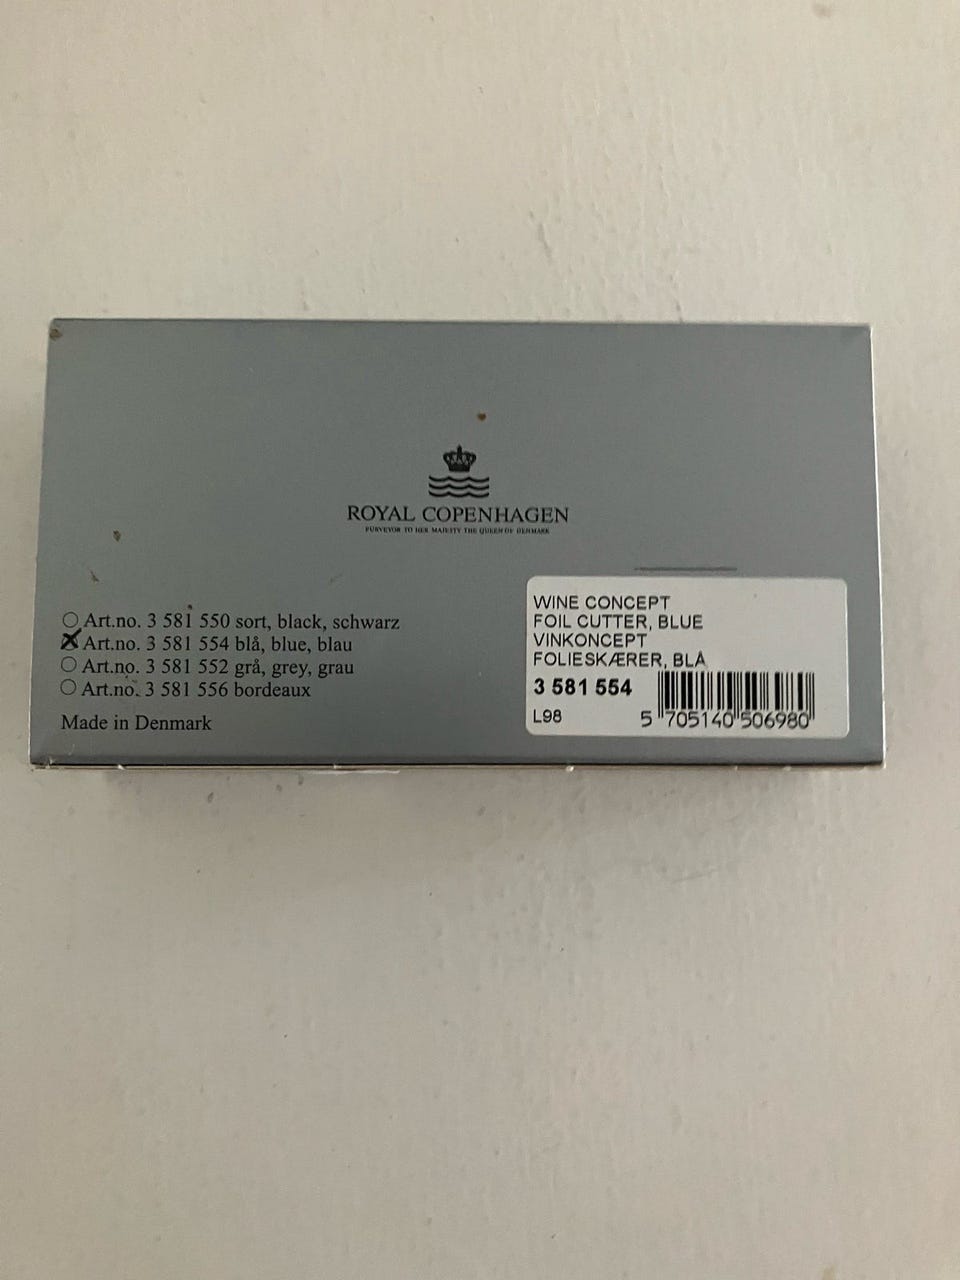 ROYAL COPENHAGEN
PURVEYOR TO HER MAJESTY THE QUEEN OF DENMARK
Art.no. 3 581 550 sort, black, schwarz
Art.no. 3 581 554 blå, blue, blau
Art.no. 3 581 552 grå, grey, grau
Art.no. 3 581 556 bordeaux
Made in Denmark
WINE CONCEPT
FOIL CUTTER, BLUE
VINKONCEPT
FOLIESKÆRER, BLÅ
3 581 554
L98
5 705140 506980